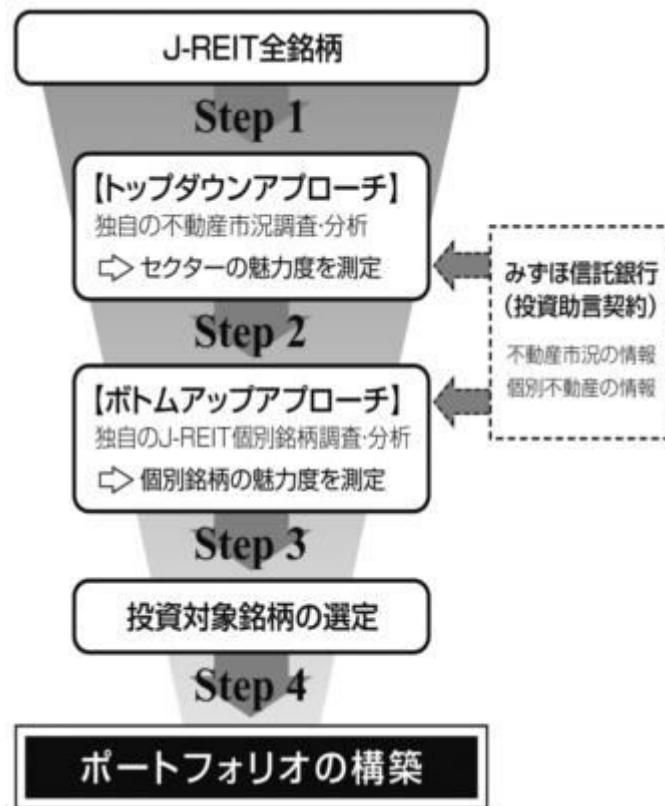 J-REIT全銘柄
Step 1
【トップダウンアプローチ】
独自の不動産市況調査・分析
⇨ セクターの魅力度を測定
Step 2
【ボトムアップアプローチ】
独自のJ-REIT個別銘柄調査・分析
⇨ 個別銘柄の魅力度を測定
みずほ信託銀行
(投資助言契約)
不動産市況の情報
個別不動産の情報
Step 3
投資対象銘柄の選定
Step 4
ポートフォリオの構築